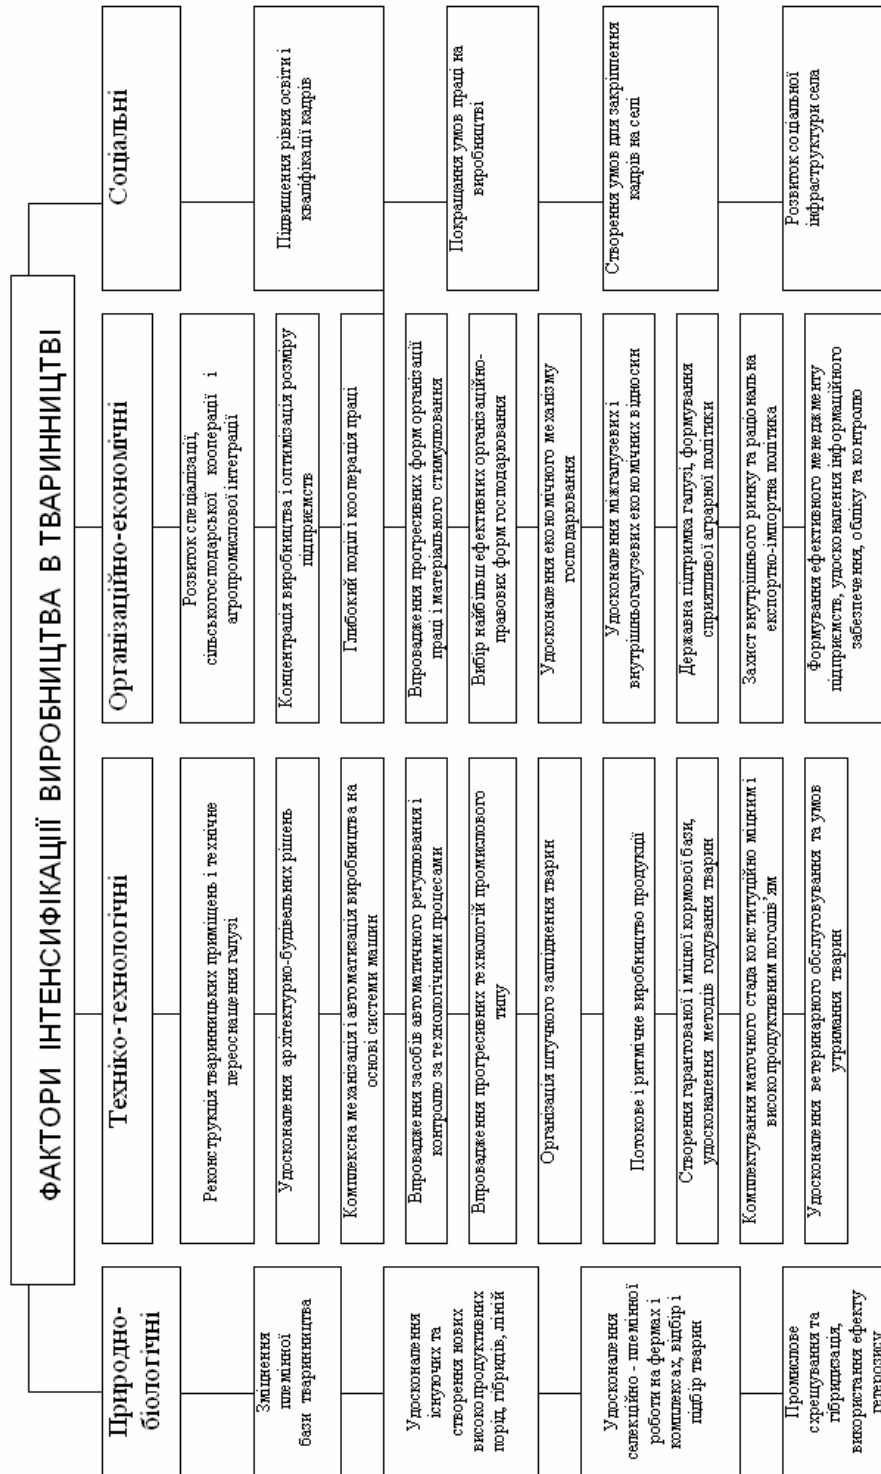 ФАКТОРИ ІНТЕНСИФІКАЦІЇ ВИРОБНИЦТВА В ТВАРИННИЦТВІ
Природно-
біологічні
Зміцнення
племінної
бази тваринництва
Удосконалення
існуючих та
створення нових
високопродуктивних
порід, гібридів, ліній
Удосконалення
селекційно - племінної
роботи на фермах і
комплексах, відбір і
підбір тварин
Промислове
схрещування та
гібридизація,
використання ефекту
гетерозису
Техніко-технологічні
Реконструкція тваринницьких приміщень і технічне
переоснащення галузі
Удосконалення архітектурно-будівельних рішень
Комплексна механізація і автоматизація виробництва на
основі системи машин
Впровадження засобів автоматичного регулювання і
контролю за технологічними процесами
Впровадження прогресивних технологій промислового
типу
Організація штучного запліднення тварин
Потокове і ритмічне виробництво продукції
Створення гарантованої і міцної кормової бази,
удосконалення методів годування тварин
Комплектування маточного стада конституційно міцним і
високопродуктивним поголів’ям
Удосконалення ветеринарного обслуговування та умов
утримання тварин
Організаційно-економічні
Розвиток спеціалізації,
сільськогосподарської кооперації і
агропромислової інтеграції
Концентрація виробництва і оптимізація розміру
підприємств
Глибокий поділ і кооперація праці
Впровадження прогресивних форм організації
праці і матеріального стимулювання
Вибір найбільш ефективних організаційно-
правових форм господарювання
Удосконалення економічного механізму
господарювання
Удосконалення міжгалузевих і
внутрішньогалузевих економічних відносин
Державна підтримка галузі, формування
сприятливої аграрної політики
Захист внутрішнього ринку та раціональна
експортно-імпортна політика
Формування ефективного менеджменту
підприємств, удосконалення інформаційного
забезпечення, обліку та контролю
Соціальні
Підвищення рівня освіти і
кваліфікації кадрів
Покращання умов праці на
виробництві
Створення умов для закріплення
кадрів на селі
Розвиток соціальної
інфраструктури села